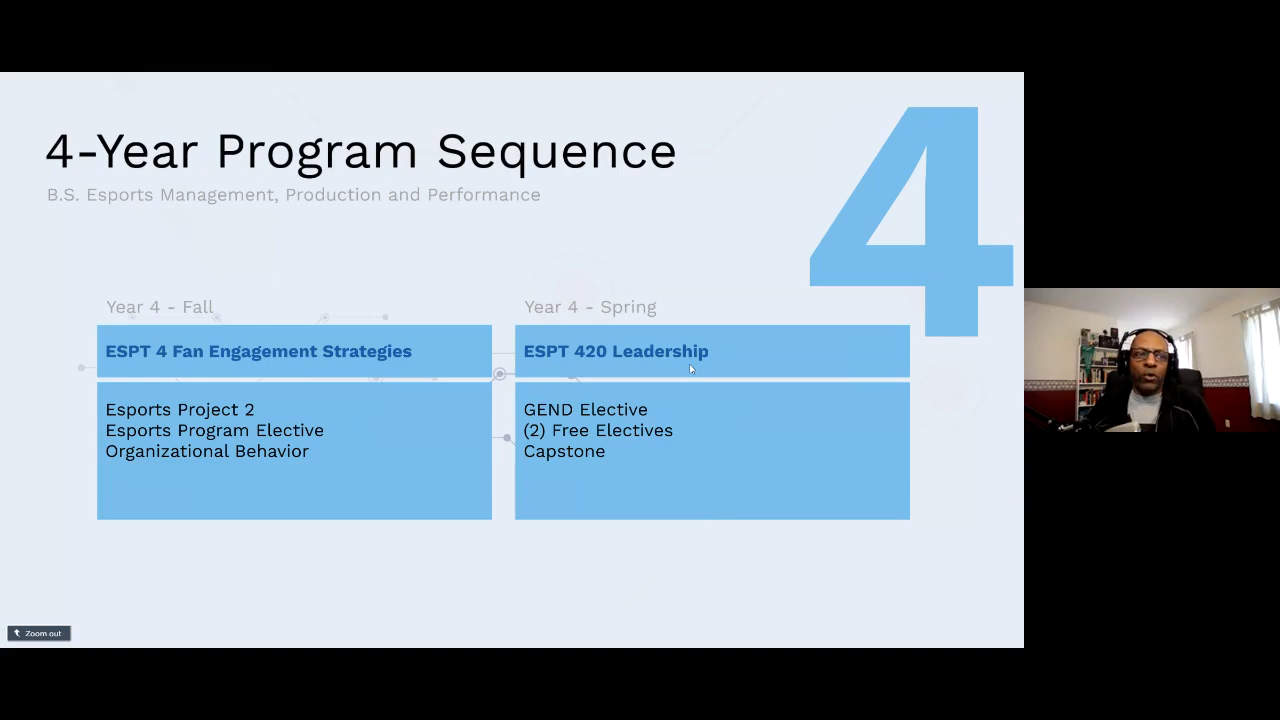 4-Year Program Sequence
B.S. Esports Management, Production and Performance
4
Year 4 - Fall
ESPT 4 Fan Engagement Strategies
Esports Project 2
Esports Program Elective
Organizational Behavior
Year 4 - Spring
ESPT 420 Leadership
GEND Elective
(2) Free Electives
Capstone
Zoom out